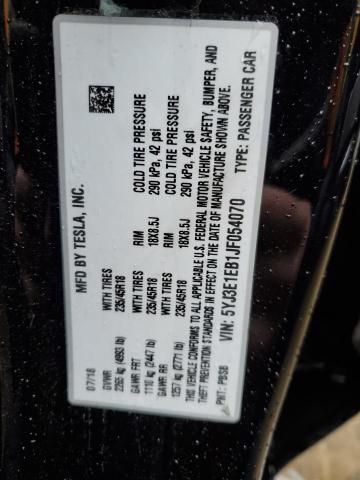 MFD BY TESLA, INC.
07/18
GVWR WITH TIRES RIM COLD TIRE PRESSURE
2265 kg (4993 lb) 235/45R18 18X8.5J 290 kPa, 42 psi
GAWR FRT WITH TIRES RIM COLD TIRE PRESSURE
1110 kg (2447 lb) 235/45R18 18X8.5J 290 kPa, 42 psi
GAWR RR
1257 kg (2771 lb) 235/45R18
THIS VEHICLE CONFORMS TO ALL APPLICABLE U.S. FEDERAL MOTOR VEHICLE SAFETY, BUMPER, AND
THEFT PREVENTION STANDARDS IN EFFECT ON THE DATE OF MANUFACTURE SHOWN ABOVE.
VIN: 5YJ3E1EB1JF054070 TYPE: PASSENGER CAR
PNT: PBSB